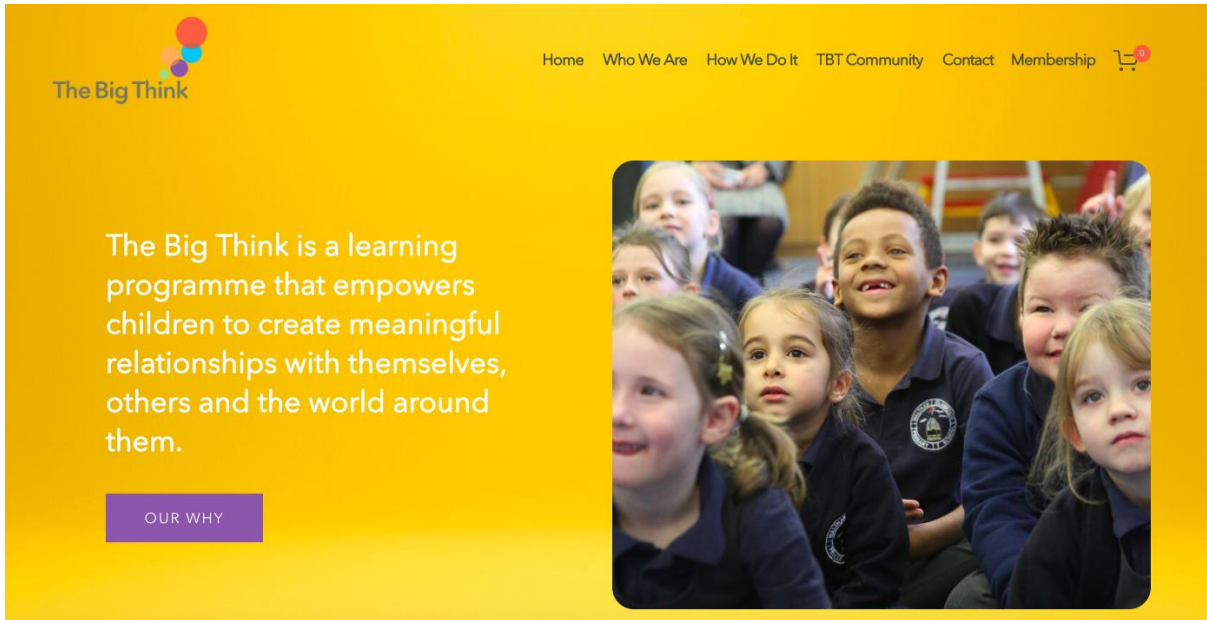 The Big Think
Home Who We Are How We Do It TBT Community Contact Membership 0
The Big Think is a learning
programme that empowers
children to create meaningful
relationships with themselves,
others and the world around
them.
OUR WHY